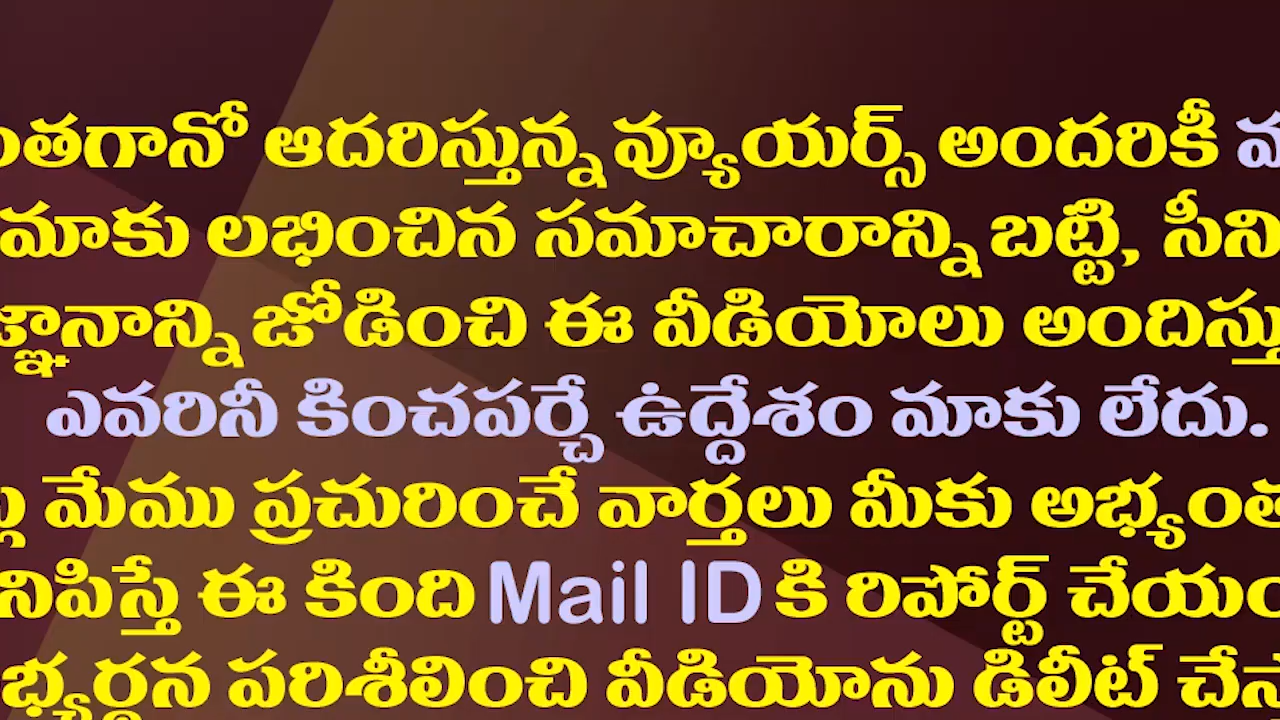 ంతగానో ఆదరిస్తున్న వ్యూయర్స్ అందరికీ
మాకు లభించిన సమాచారాన్ని బట్టి, సీని
జ్ఞానాన్ని జోడించి ఈ వీడియోలు అందిస్తు
ఎవరినీ కించపర్చే ఉద్దేశం మాకు లేదు.
మేము ప్రచురించే వార్తలు మీకు అభ్యంత
నిపిస్తే ఈ కింది Mail ID కి రిపోర్ట్ చేయం
భ్యర్థన పరిశీలించి వీడియోను డిలీట్ చేస